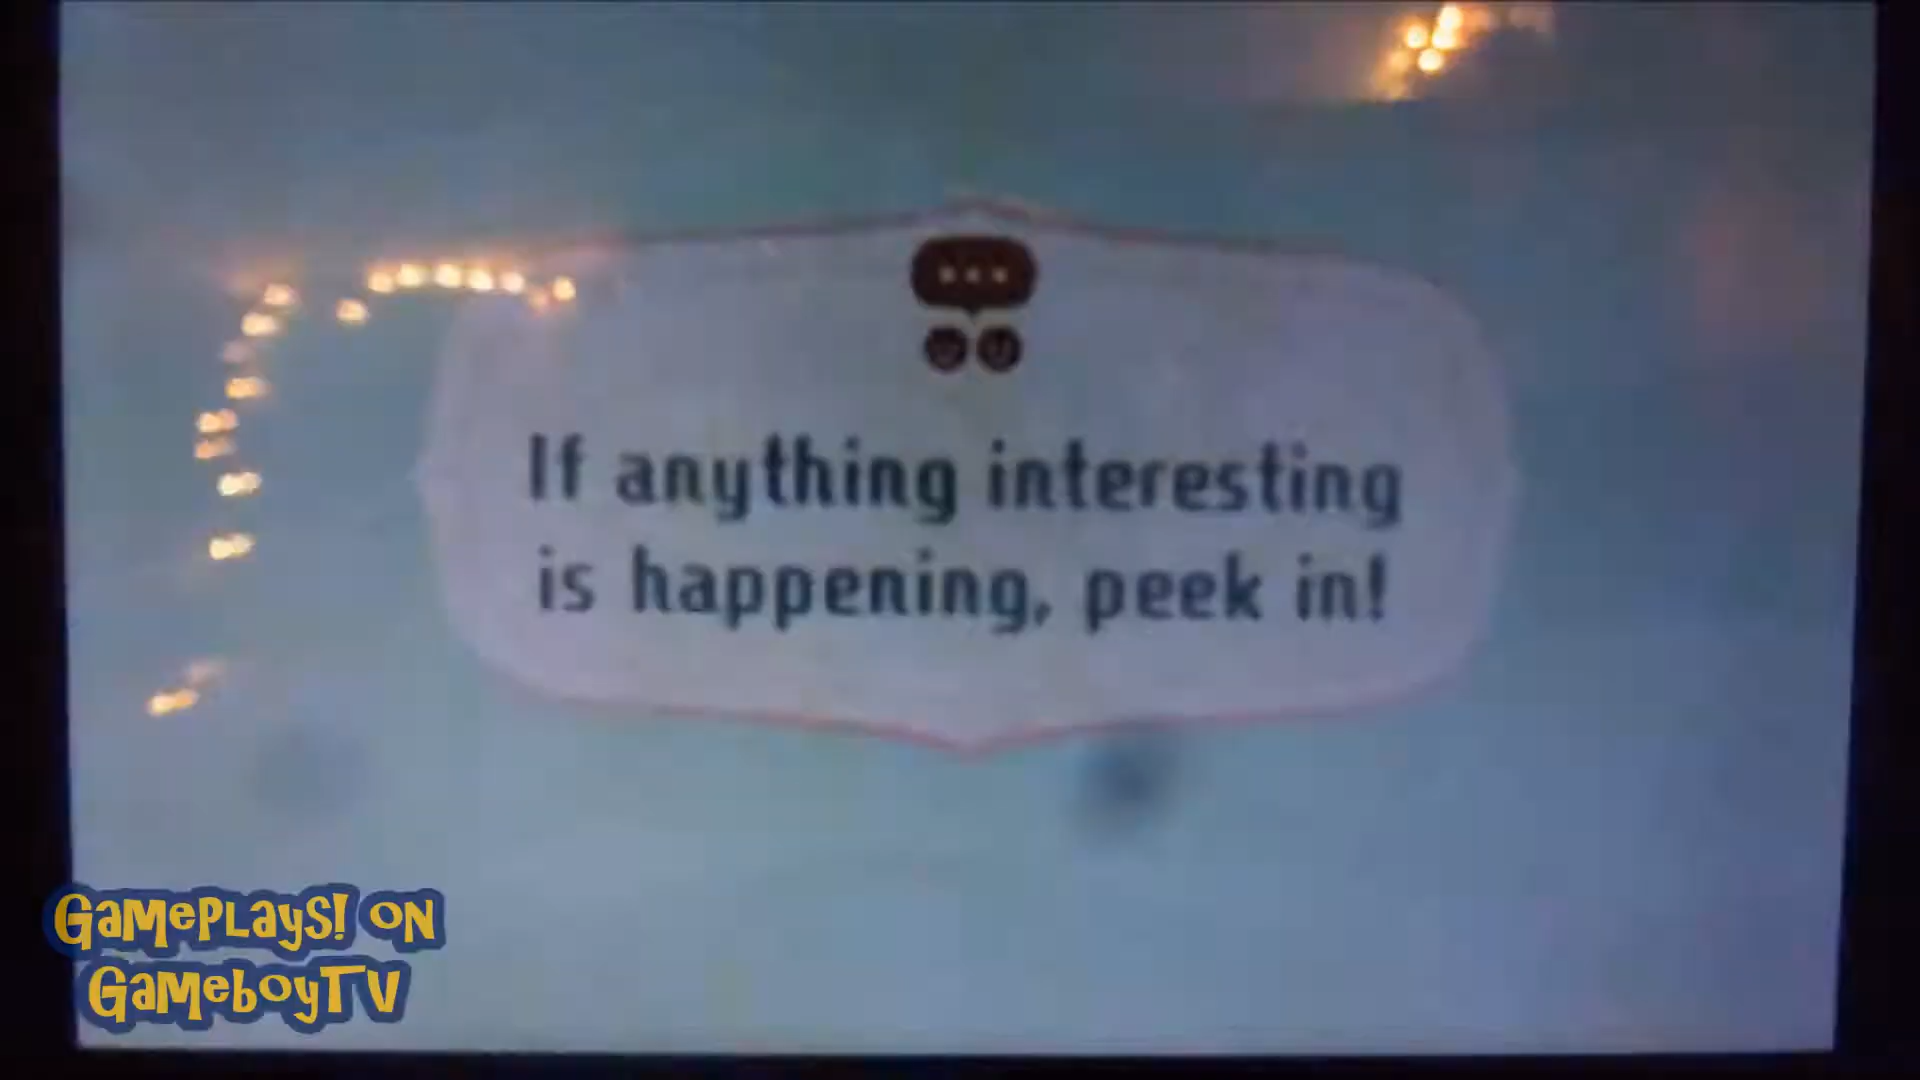 If anything interesting
is happening, peek in!
GAMEPLAYS! ON
GAMEBOYTV